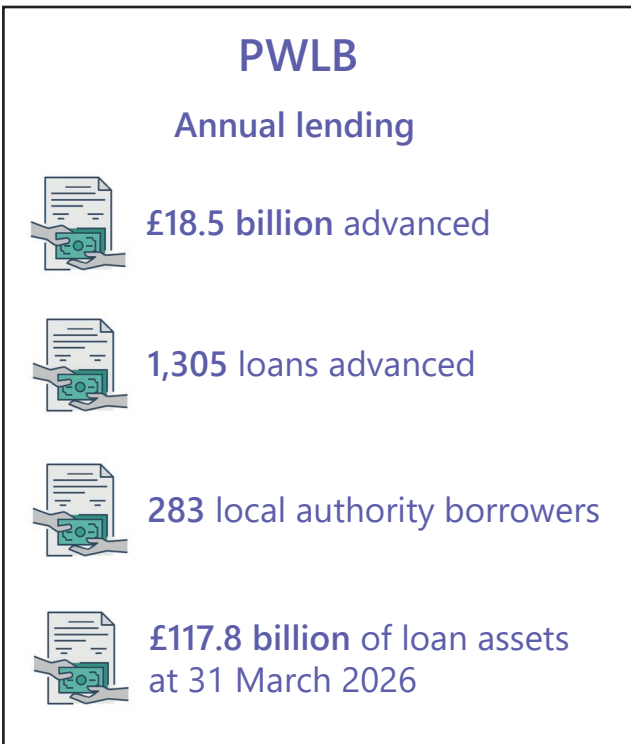 PWLB
Annual lending
£18.5 billion advanced
1,305 loans advanced
283 local authority borrowers
£117.8 billion of loan assets
at 31 March 2026